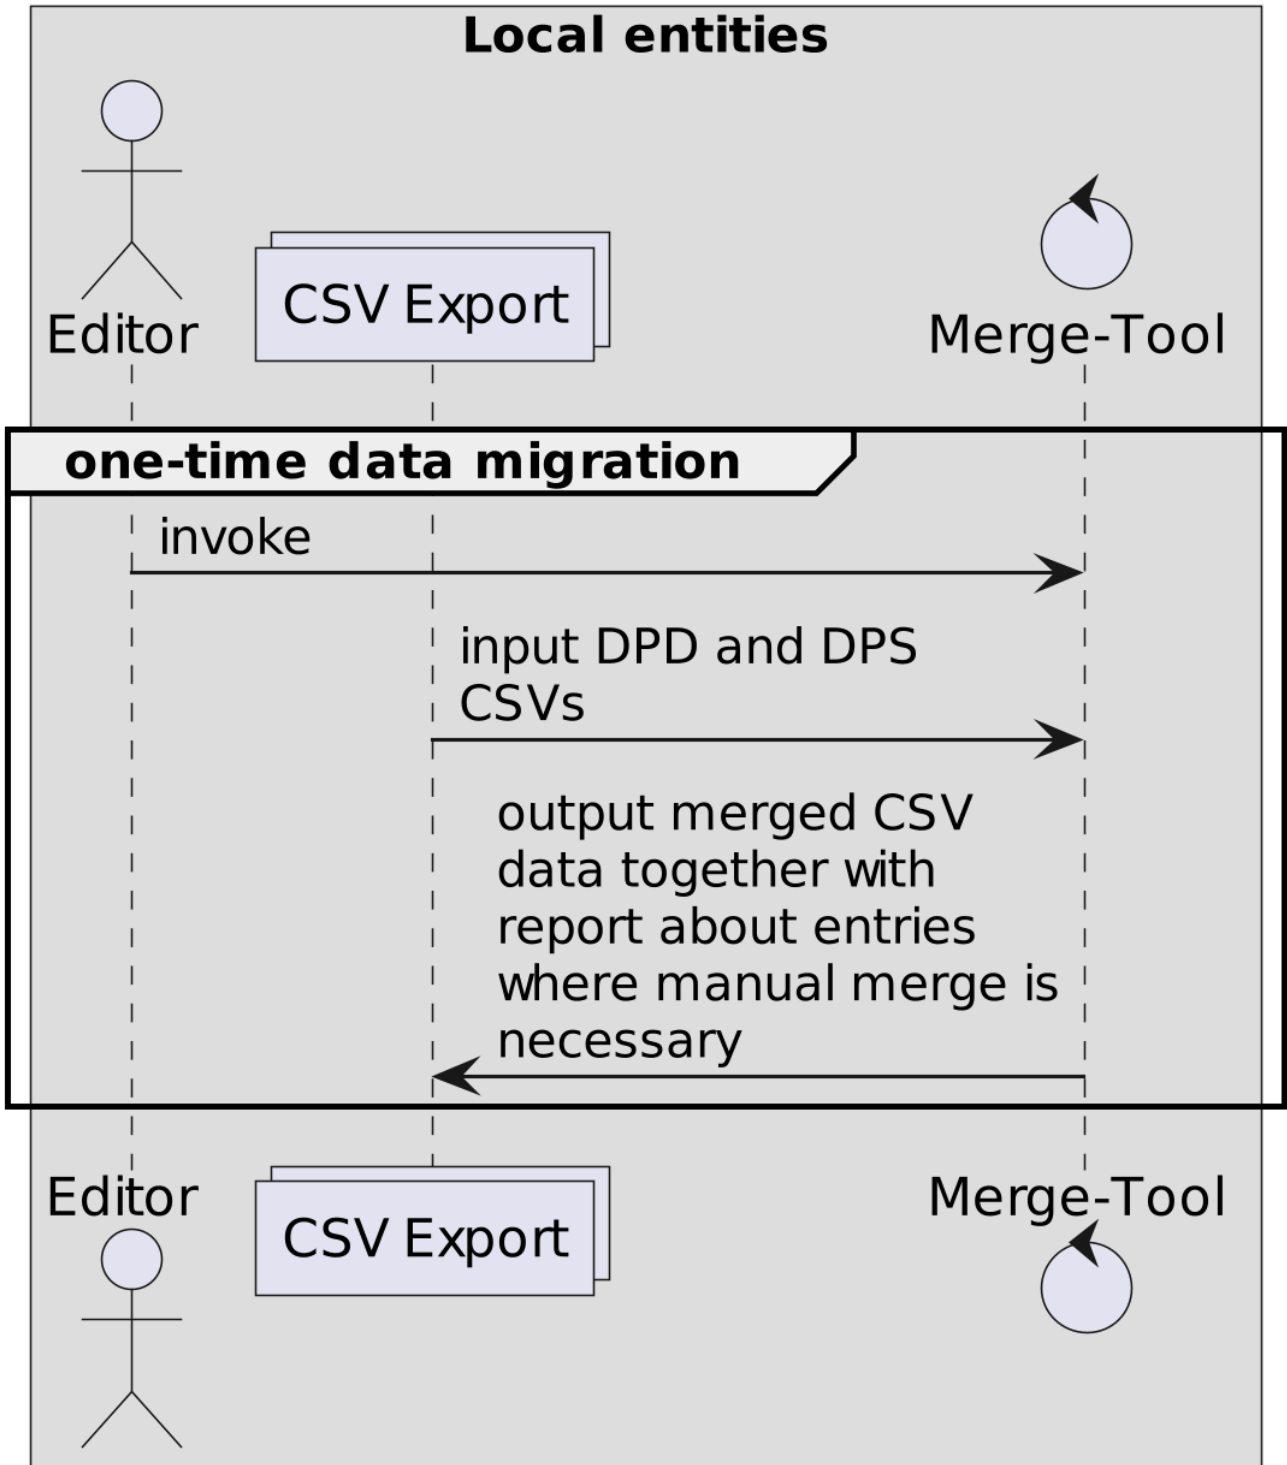 Local entities
Editor
CSV Export
Merge-Tool
one-time data migration
invoke
input DPD and DPS
CSVs
output merged CSV
data together with
report about entries
where manual merge is
necessary
Editor
CSV Export
Merge-Tool